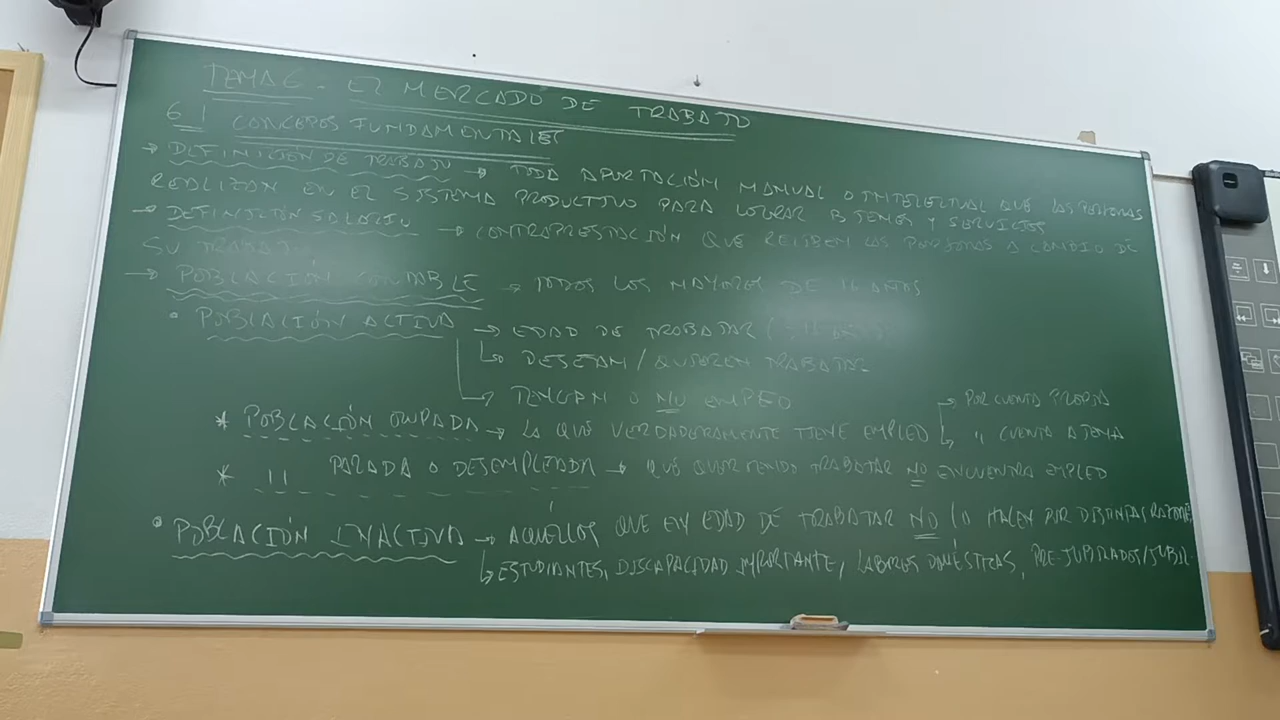 TEMA 6. EL MERCADO DE TRABAJO
6.1 CONCEPTOS FUNDAMENTALES
→ DEFINICIÓN DE TRABAJO → TODA APORTACIÓN MANUAL O INTELECTUAL QUE LAS PERSONAS
REALIZAN EN EL SISTEMA PRODUCTIVO PARA LOGRAR BIENES Y SERVICIOS
→ DEFINICIÓN SALARIO → CONTRAPRESTACIÓN QUE RECIBEN LAS PERSONAS A CAMBIO DE
SU TRABAJO
→ POBLACIÓN CONTABLE → TODOS LOS MAYORES DE 16 AÑOS
• POBLACIÓN ACTIVA → EDAD DE TRABAJAR
↳ DESEAN / QUIEREN TRABAJAR
↳ TENGAN O NO EMPLEO
* POBLACIÓN OCUPADA → LA QUE VERDADERAMENTE TIENE EMPLEO → POR CUENTA PROPIA
↳ " CUENTA AJENA
* " PARADA O DESEMPLEADA → QUE QUERIENDO TRABAJAR NO ENCUENTRA EMPLEO
• POBLACIÓN INACTIVA → AQUELLOS QUE EN EDAD DE TRABAJAR NO LO HACEN POR DISTINTAS RAZONES
↳ ESTUDIANTES, DISCAPACIDAD IMPORTANTE, LABORES DOMÉSTICAS, PRE-JUBILADOS/JUBIL.